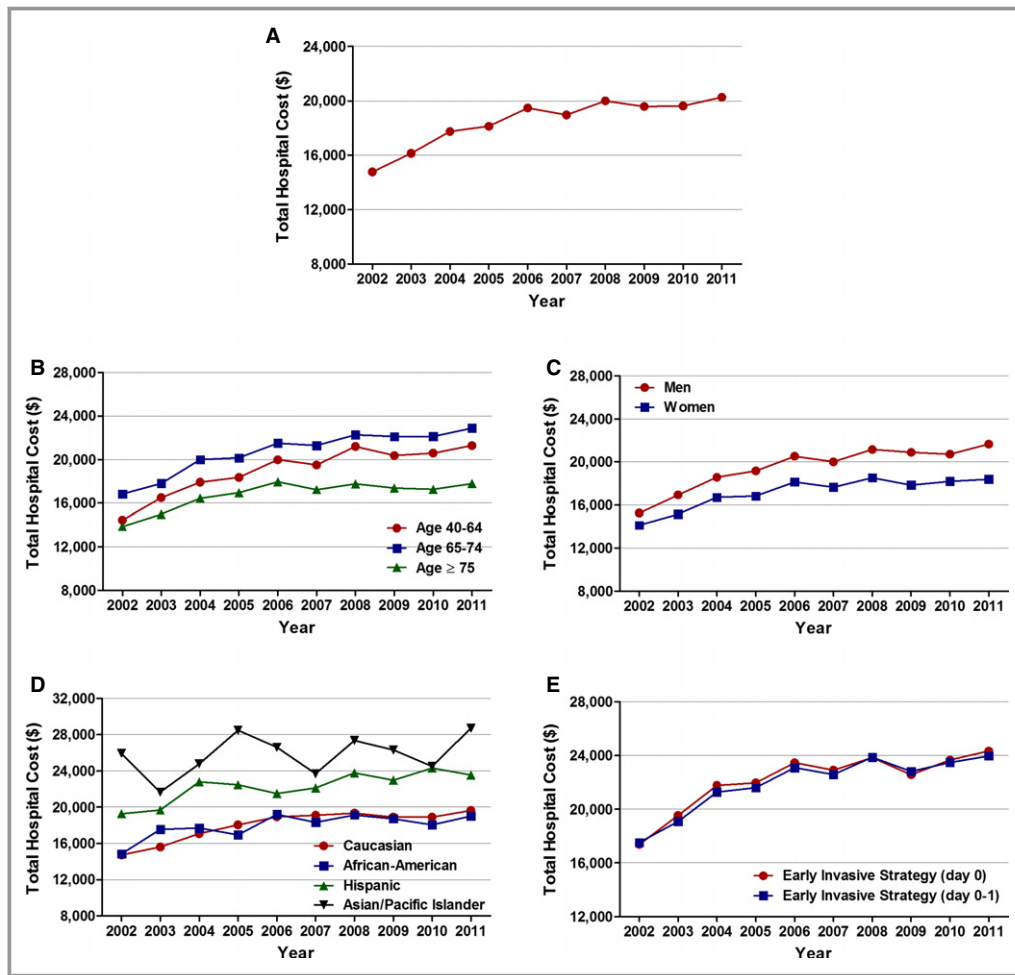 A
Total Hospital Cost ($)
24,000
20,000
16,000
12,000
8,000
2002 2003 2004 2005 2006 2007 2008 2009 2010 2011
Year
B
Total Hospital Cost ($)
28,000
24,000
20,000
16,000
12,000
8,000
Age 40-64
Age 65-74
Age ≥ 75
2002 2003 2004 2005 2006 2007 2008 2009 2010 2011
Year
C
Total Hospital Cost ($)
28,000
24,000
20,000
16,000
12,000
8,000
Men
Women
2002 2003 2004 2005 2006 2007 2008 2009 2010 2011
Year
D
Total Hospital Cost ($)
32,000
28,000
24,000
20,000
16,000
12,000
8,000
Caucasian
African-American
Hispanic
Asian/Pacific Islander
2002 2003 2004 2005 2006 2007 2008 2009 2010 2011
Year
E
Total Hospital Cost ($)
28,000
24,000
20,000
16,000
12,000
Early Invasive Strategy (day 0)
Early Invasive Strategy (day 0-1)
2002 2003 2004 2005 2006 2007 2008 2009 2010 2011
Year